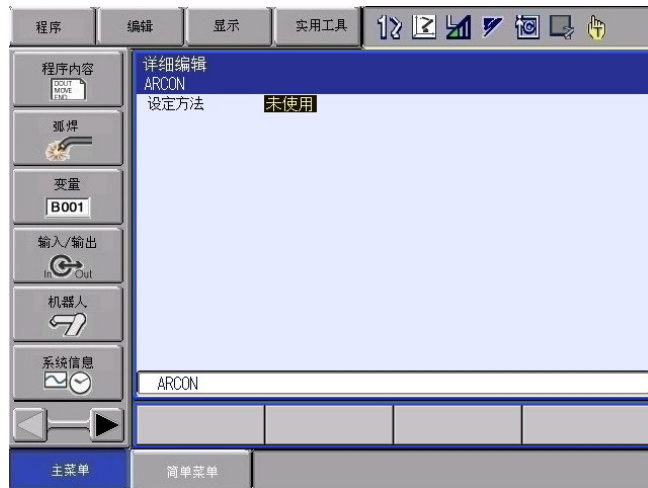 程序
编辑
显示
实用工具
程序内容
DOUT
MOVE
END
弧焊
变量
B001
输入/输出
In Out
机器人
系统信息
详细编辑
ARCON
设定方法 未使用
ARCON
主菜单
简单菜单